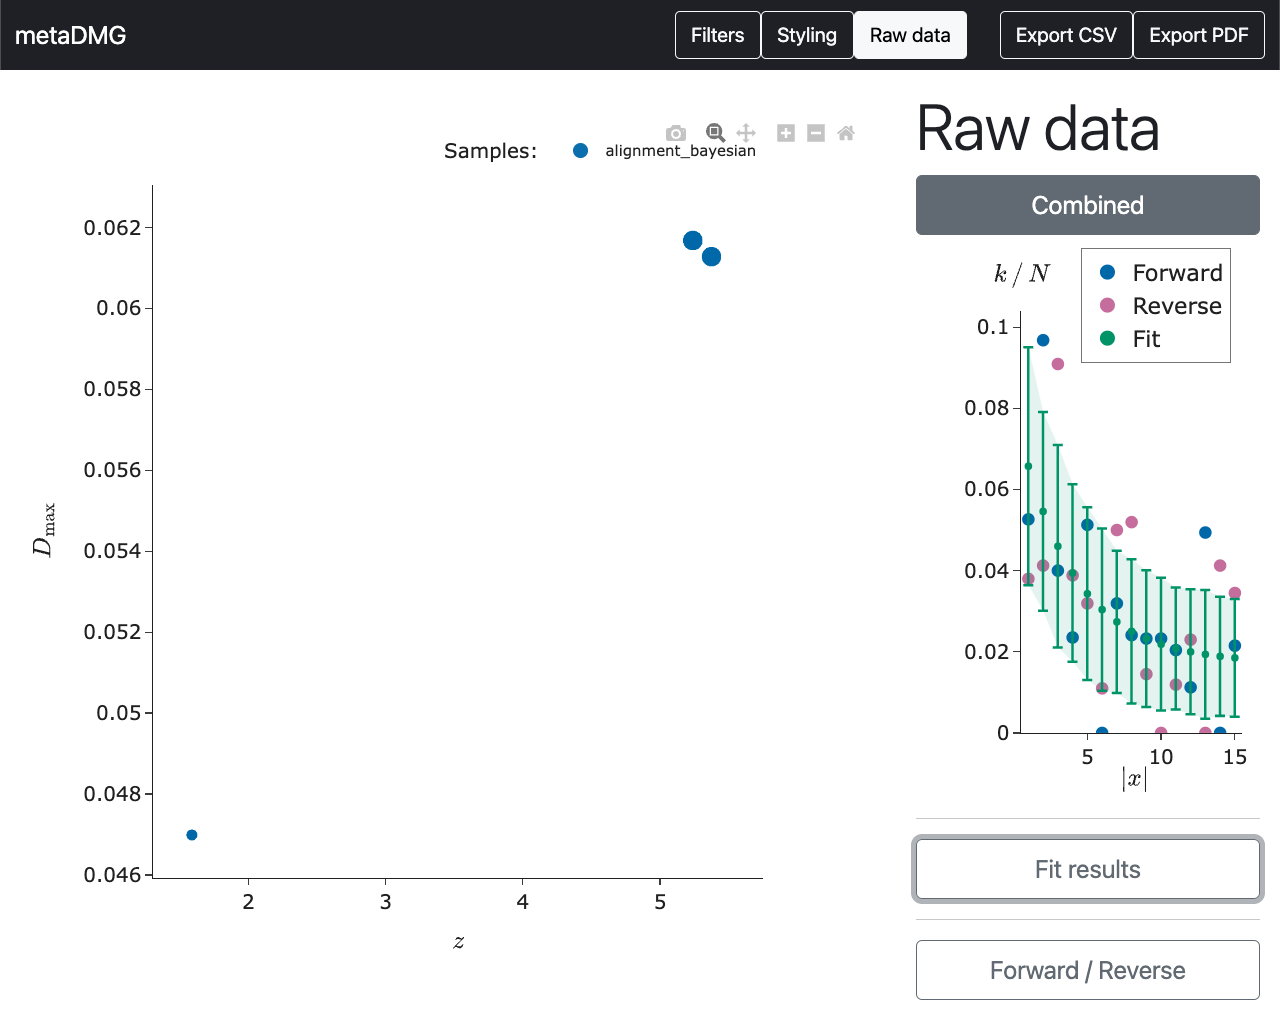 metaDMG
Filters
Styling
Raw data
Export CSV
Export PDF
Samples:
alignment_bayesian
0.062
0.06
0.058
0.056
0.054
0.052
0.05
0.048
0.046
2
3
4
5
D max
z
Raw data
Combined
k / N
Forward
Reverse
Fit
0.1
0.08
0.06
0.04
0.02
0
5
10
15
|x|
Fit results
Forward / Reverse